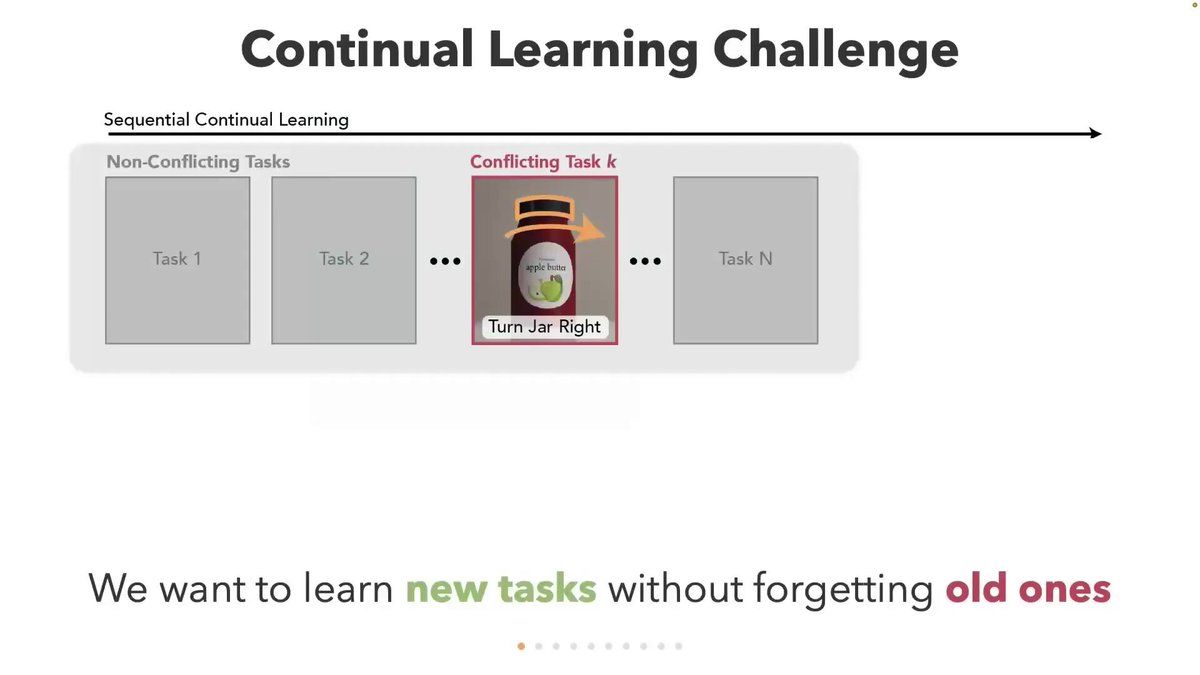 Continual Learning Challenge
Sequential Continual Learning
Non-Conflicting Tasks
Conflicting Task k
Task 1
Task 2
•••
apple butter
Turn Jar Right
•••
Task N
We want to learn new tasks without forgetting old ones